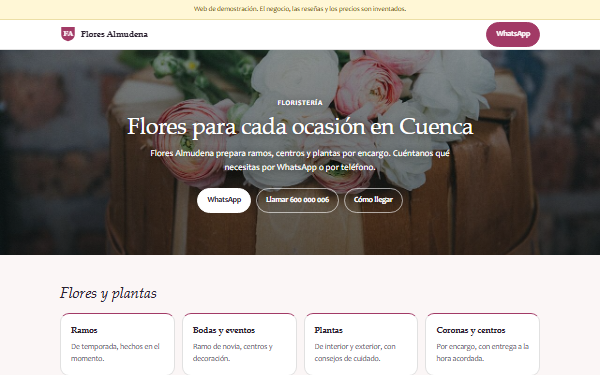 Web de demostración. El negocio, las reseñas y los precios son inventados.
FA Flores Almudena
WhatsApp
FLORISTERÍA
Flores para cada ocasión en Cuenca
Flores Almudena prepara ramos, centros y plantas por encargo. Cuéntanos qué
necesitas por WhatsApp o por teléfono.
WhatsApp
Llamar 600 000 006
Cómo llegar
Flores y plantas
Ramos
De temporada, hechos en el
momento.
Bodas y eventos
Ramo de novia, centros y
decoración.
Plantas
De interior y exterior, con
consejos de cuidado.
Coronas y centros
Por encargo, con entrega a la
hora acordada.